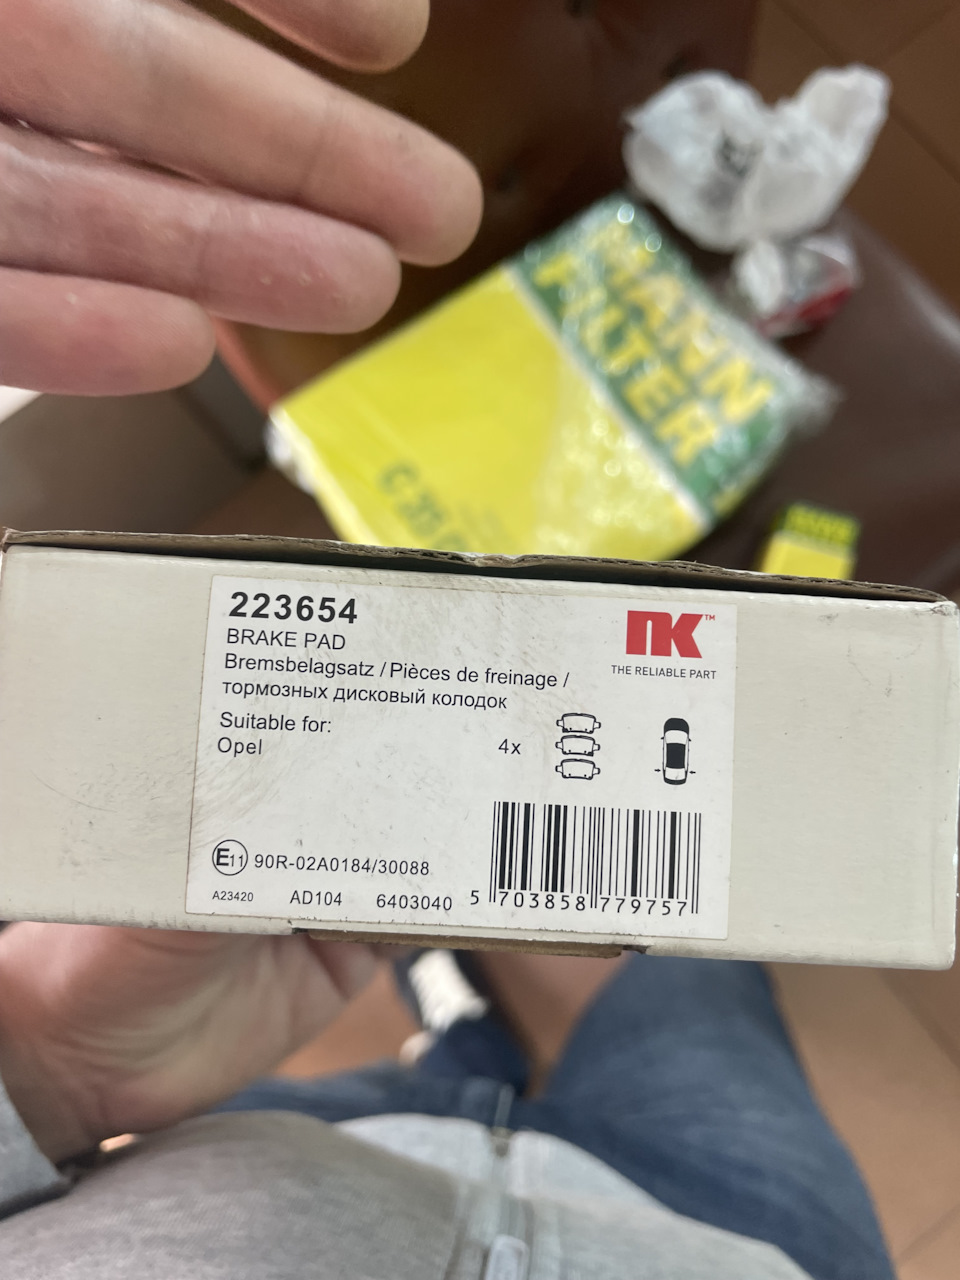 MANN
FILTER
223654
BRAKE PAD
Bremsbelagsatz / Pièces de freinage /
тормозных дисковый колодок
Suitable for:
Opel
4x
NK™
THE RELIABLE PART
E11 90R-02A0184/30088
A23420 AD104 6403040
5 703858 779757